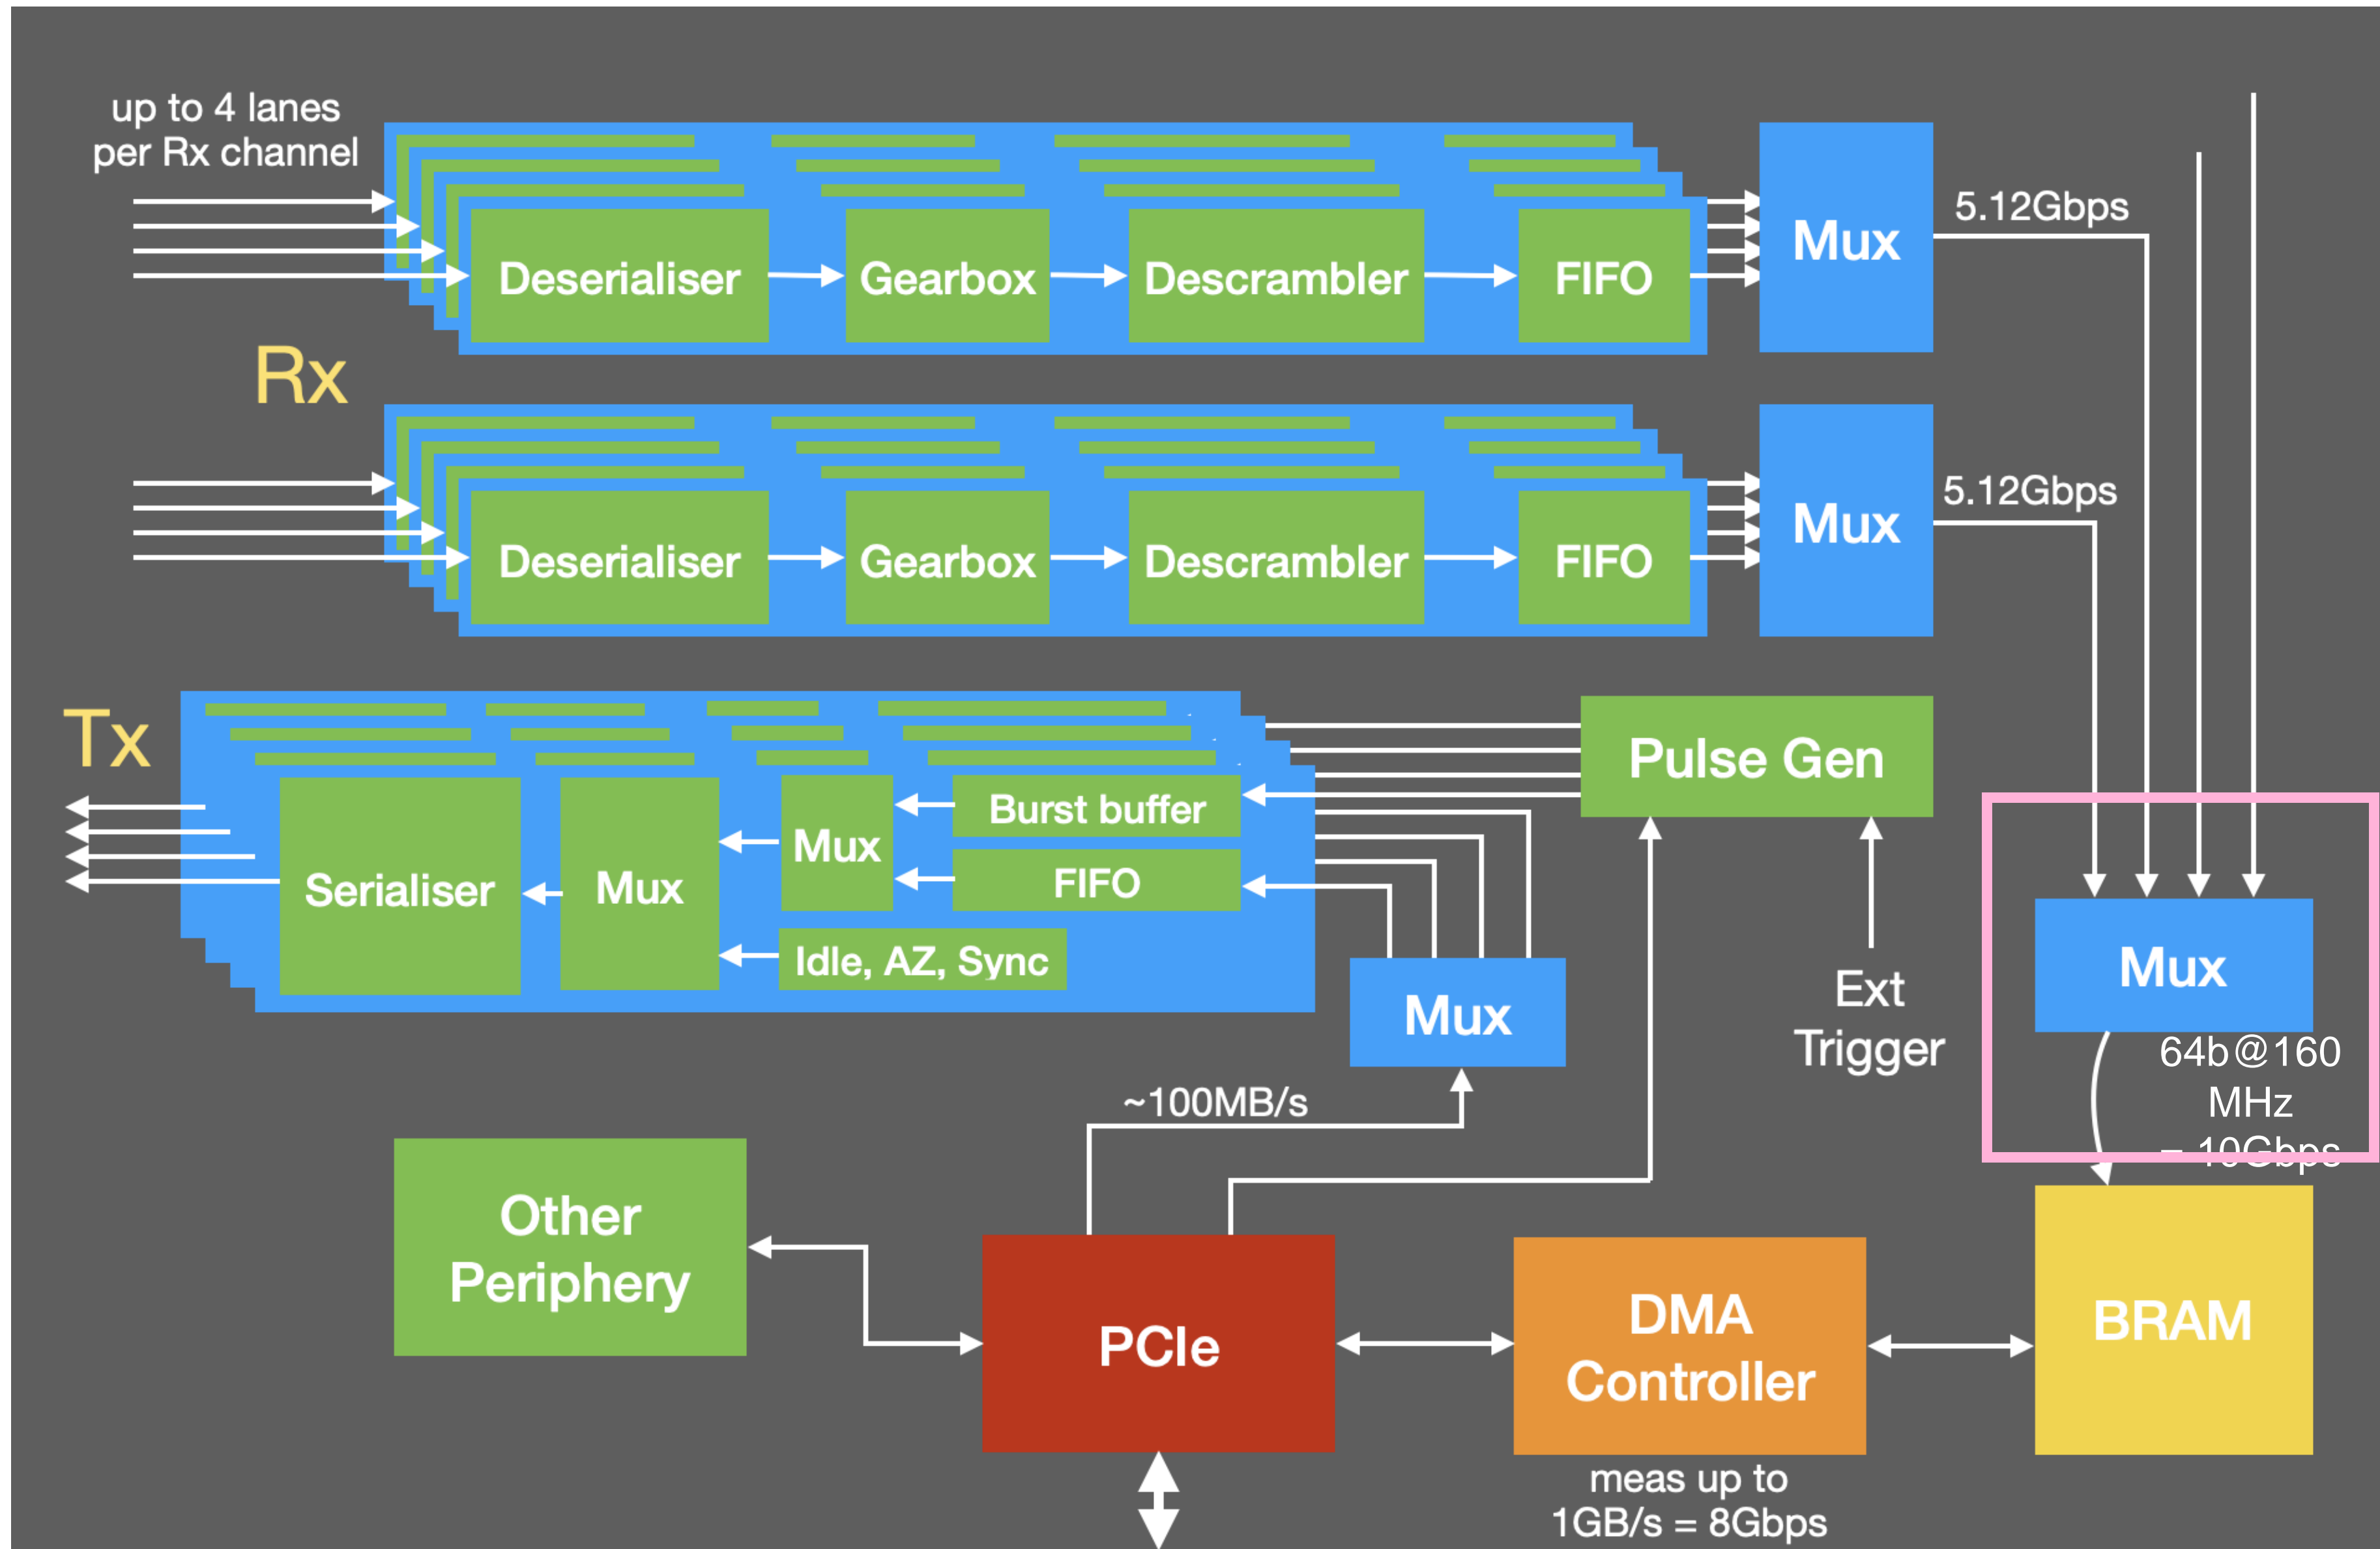 up to 4 lanes
per Rx channel
Deserialiser
Gearbox
Descrambler
FIFO
Mux
5.12Gbps
Rx
Deserialiser
Gearbox
Descrambler
FIFO
Mux
5.12Gbps
Tx
Serialiser
Mux
Mux
Burst buffer
FIFO
Idle, AZ, Sync
Pulse Gen
Mux
Ext
Trigger
Mux
64b@160
MHz
= 10Gbps
~100MB/s
Other
Periphery
PCIe
DMA
Controller
BRAM
meas up to
1GB/s = 8Gbps